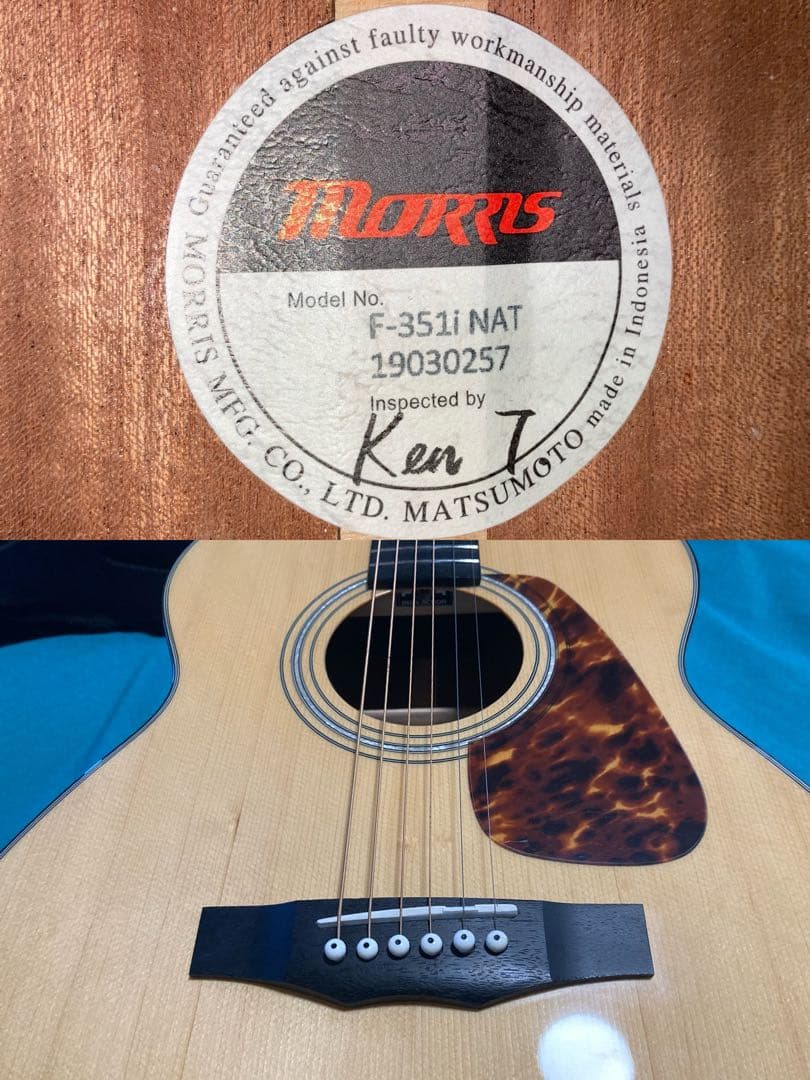 Guaranteed against faulty workmanship materials
MORRIS
Model No.
F-351i NAT
19030257
Inspected by
Ken T
MORRIS MFG. CO., LTD. MATSUMOTO made in Indonesia